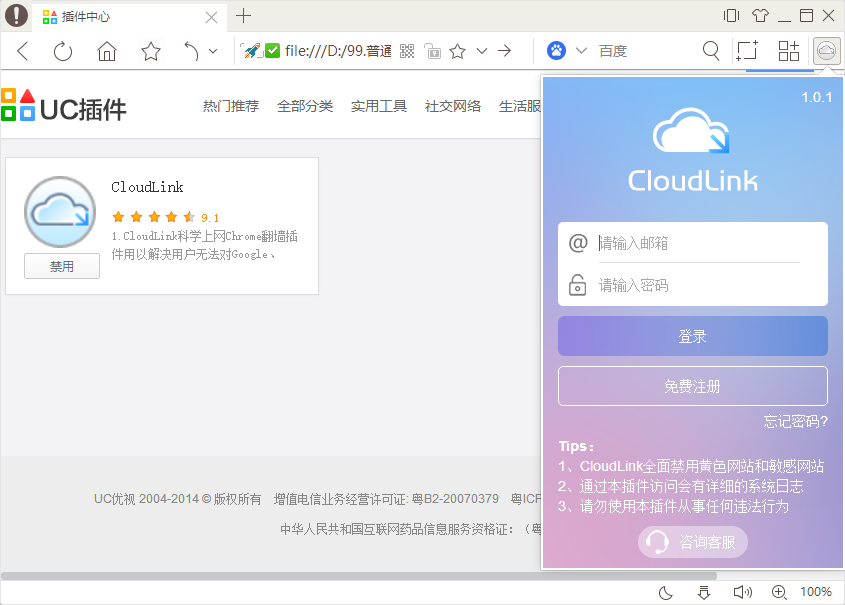 插件中心
file:///D:/99.普通
百度
UC插件
热门推荐 全部分类 实用工具 社交网络 生活服
CloudLink
9.1
1.CloudLink科学上网Chrome翻墙插
件用以解决用户无法对Google、
禁用
1.0.1
CloudLink
@ 请输入邮箱
请输入密码
登录
免费注册
忘记密码?
Tips：
1、CloudLink全面禁用黄色网站和敏感网站
2、通过本插件访问会有详细的系统日志
3、请勿使用本插件从事任何违法行为
咨询客服
UC优视 2004-2014 © 版权所有 增值电信业务经营许可证: 粤B2-20070379 粤ICF
中华人民共和国互联网药品信息服务资格证：（粤
100%